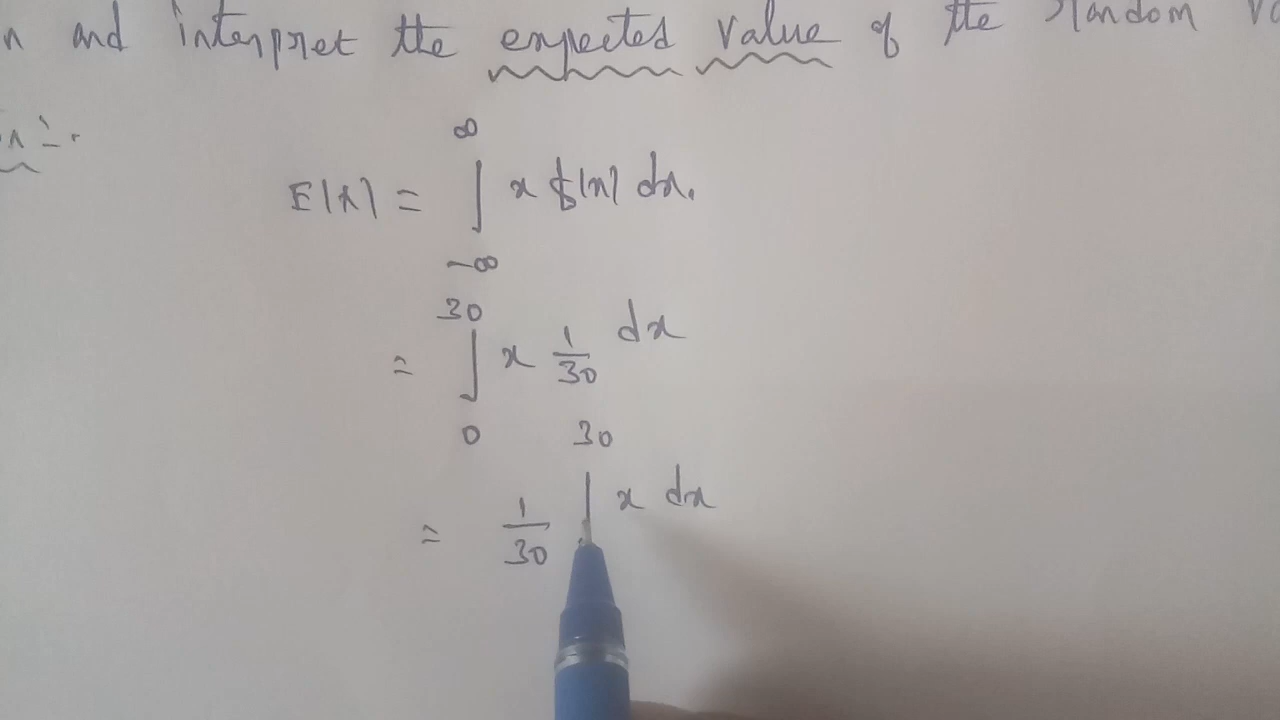 and interpret the expected value of the random
∞
E(x) = ∫ x f(x) dx.
-∞
30
= ∫ x 1/30 dx
0 30
= 1/30 ∫ x dx